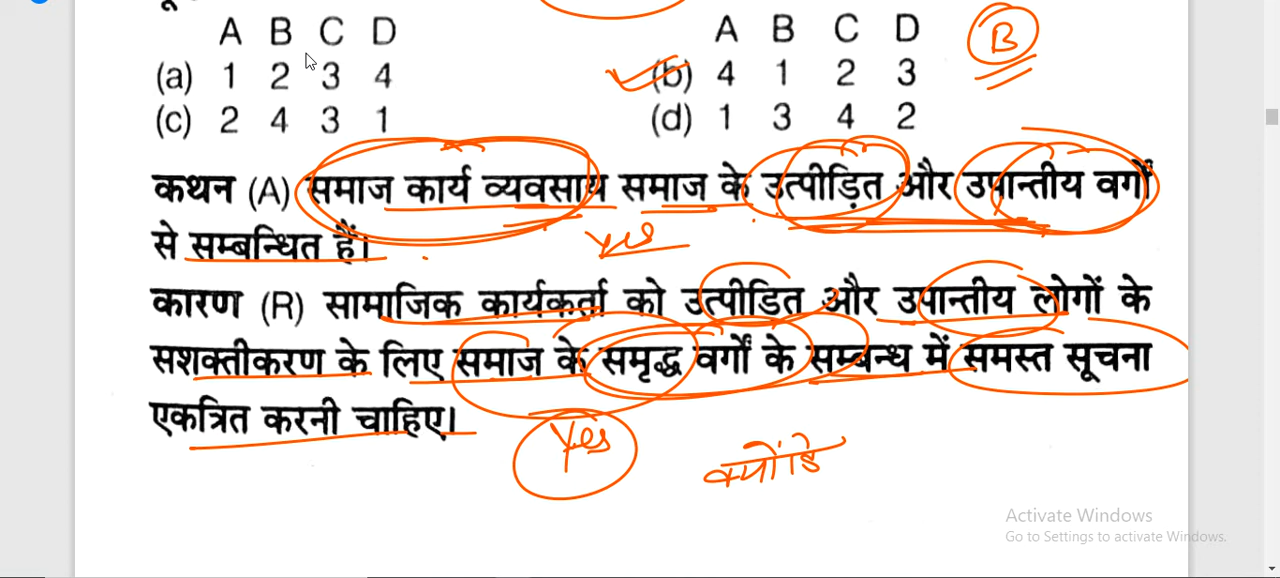 A B C D A B C D B
(a) 1 2 3 4 (b) 4 1 2 3
(c) 2 4 3 1 (d) 1 3 4 2
कथन (A) समाज कार्य व्यवसाय समाज के उत्पीड़ित और उपान्तीय वर्गों
से सम्बन्धित हैं।
yes
कारण (R) सामाजिक कार्यकर्ता को उत्पीडित और उपान्तीय लोगों के
सशक्तीकरण के लिए समाज के समृद्ध वर्गों के सम्बन्ध में समस्त सूचना
एकत्रित करनी चाहिए।
Yes
Activate Windows
Go to Settings to activate Windows.